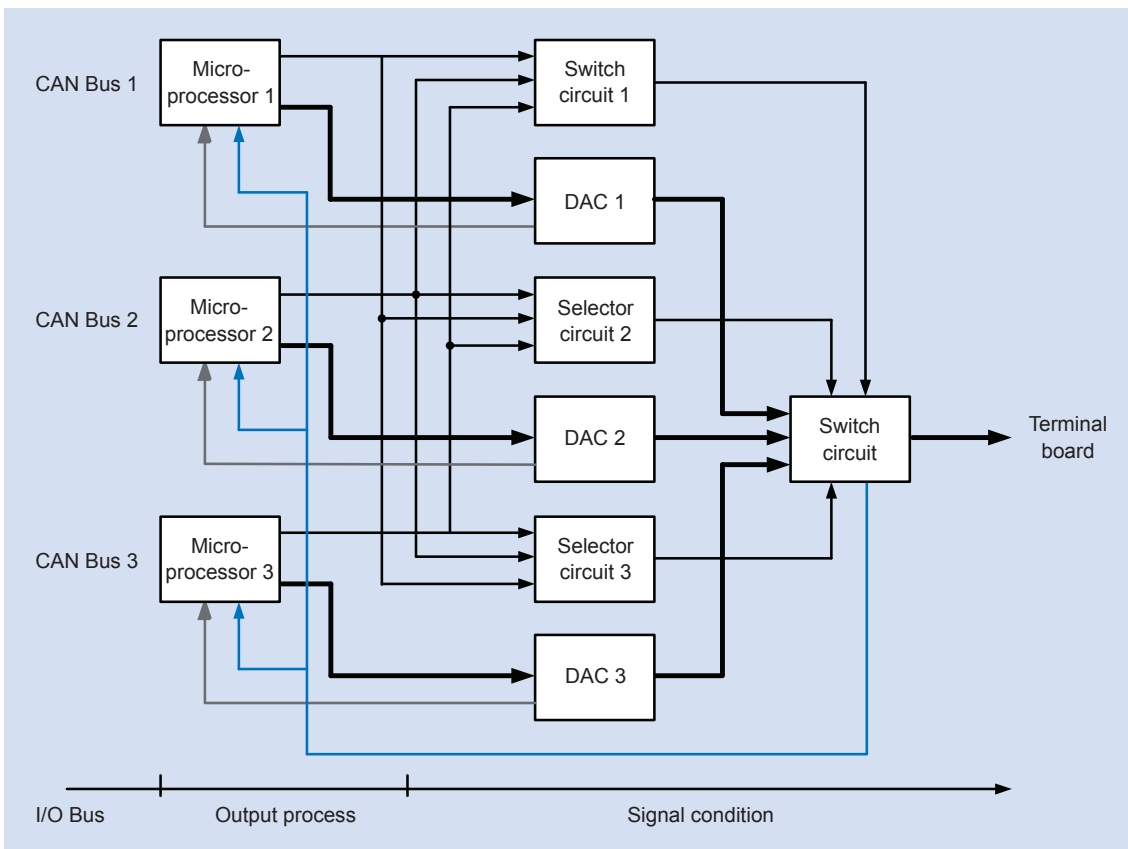 CAN Bus 1
Micro-
processor 1
Switch
circuit 1
DAC 1
CAN Bus 2
Micro-
processor 2
Selector
circuit 2
DAC 2
Switch
circuit
Terminal
board
CAN Bus 3
Micro-
processor 3
Selector
circuit 3
DAC 3
I/O Bus
Output process
Signal condition